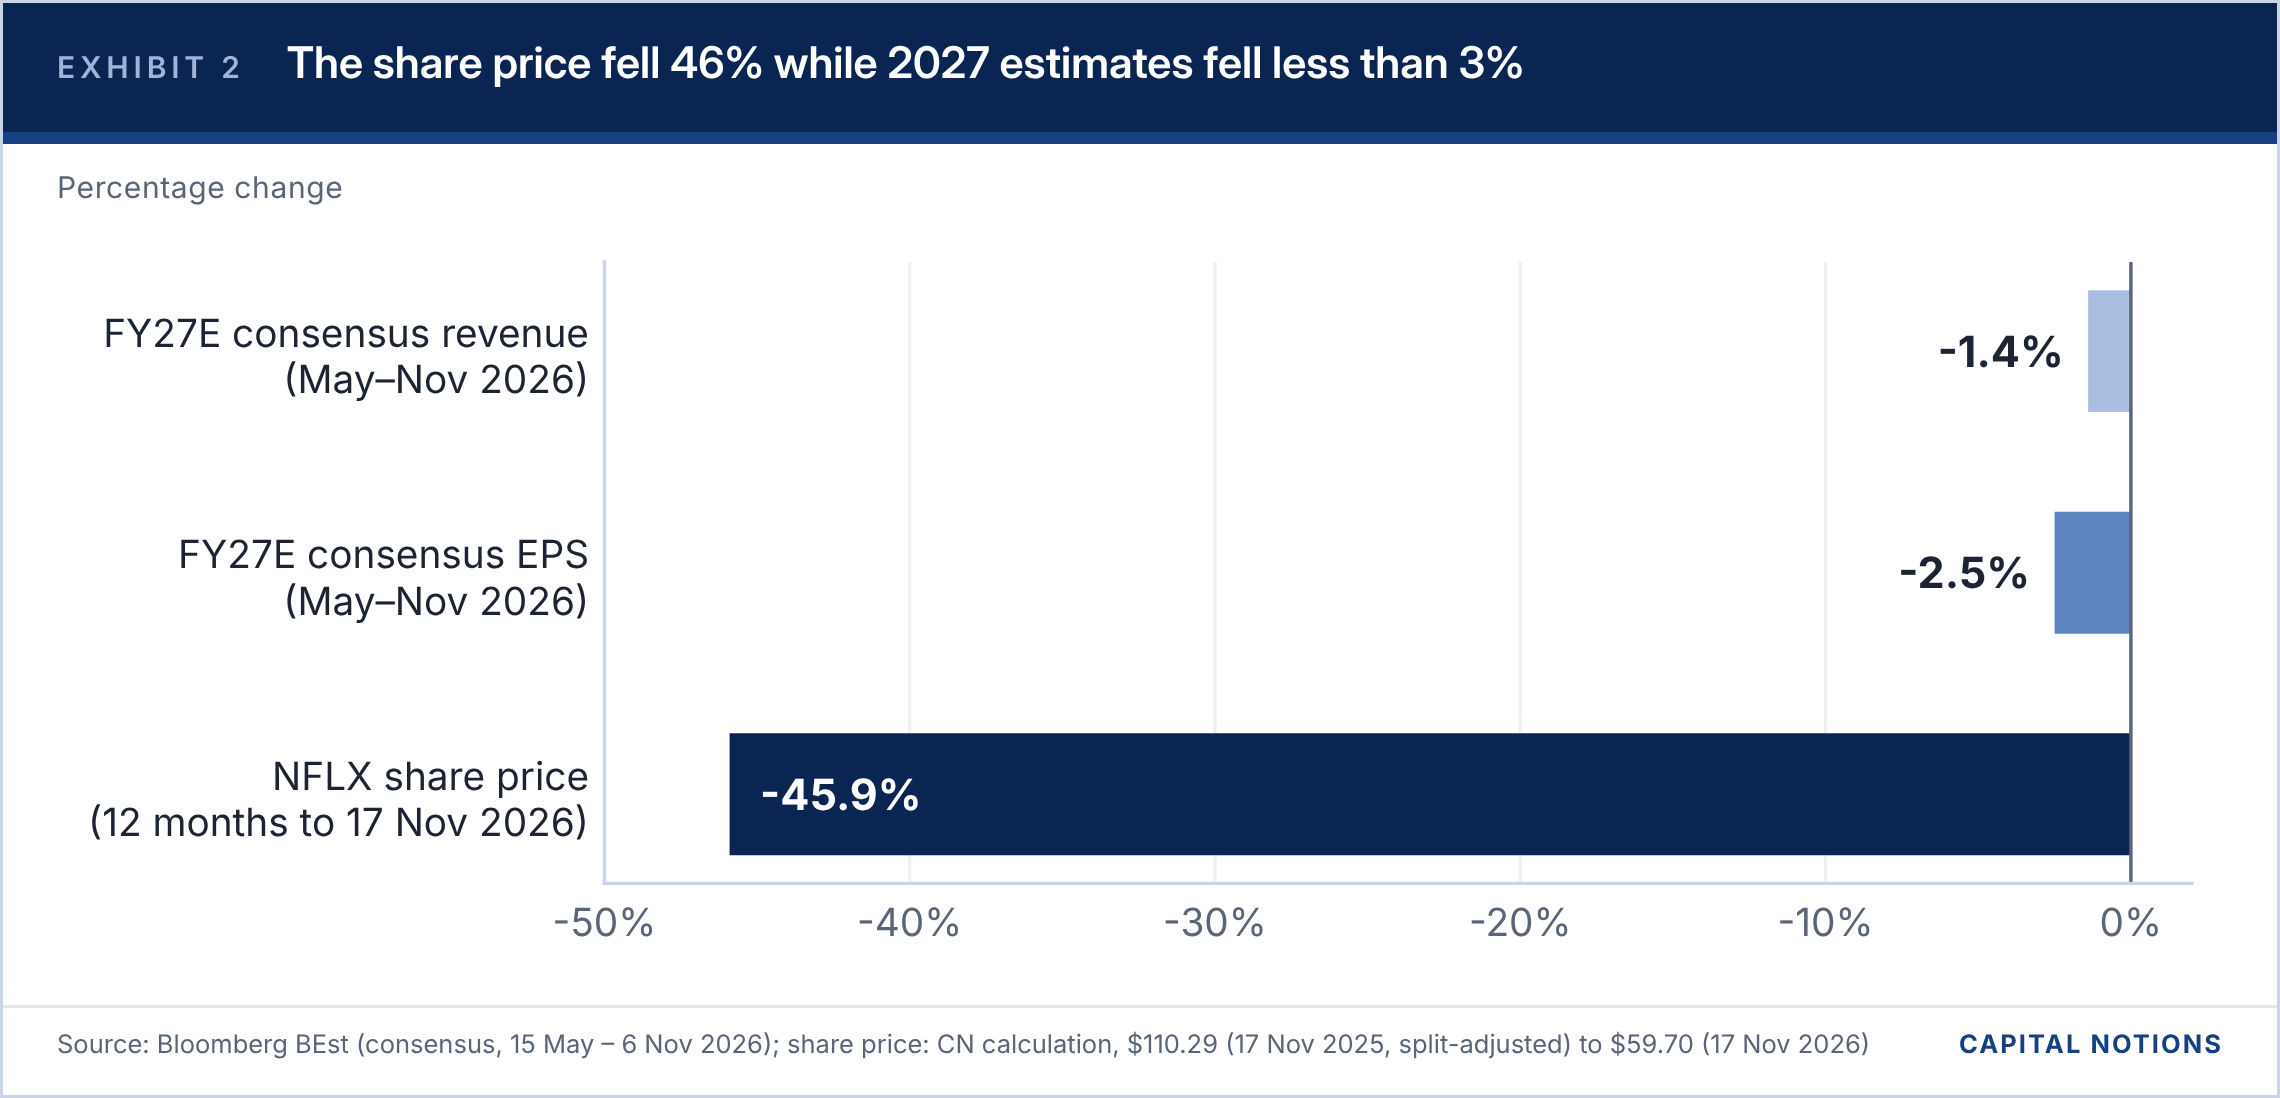 EXHIBIT 2 The share price fell 46% while 2027 estimates fell less than 3%
Percentage change
FY27E consensus revenue
(May–Nov 2026)
-1.4%
FY27E consensus EPS
(May–Nov 2026)
-2.5%
NFLX share price
(12 months to 17 Nov 2026)
-45.9%
-50% -40% -30% -20% -10% 0%
Source: Bloomberg BEst (consensus, 15 May – 6 Nov 2026); share price: CN calculation, $110.29 (17 Nov 2025, split-adjusted) to $59.70 (17 Nov 2026) CAPITAL NOTIONS